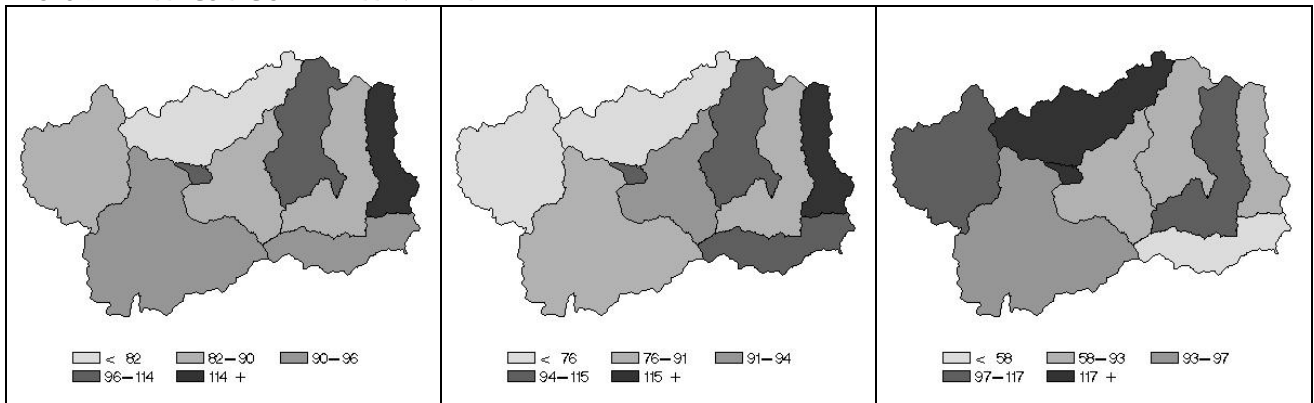 < 82 82–90 90–96
96–114 114 +
< 76 76–91 91–94
94–115 115 +
< 58 58–93 93–97
97–117 117 +